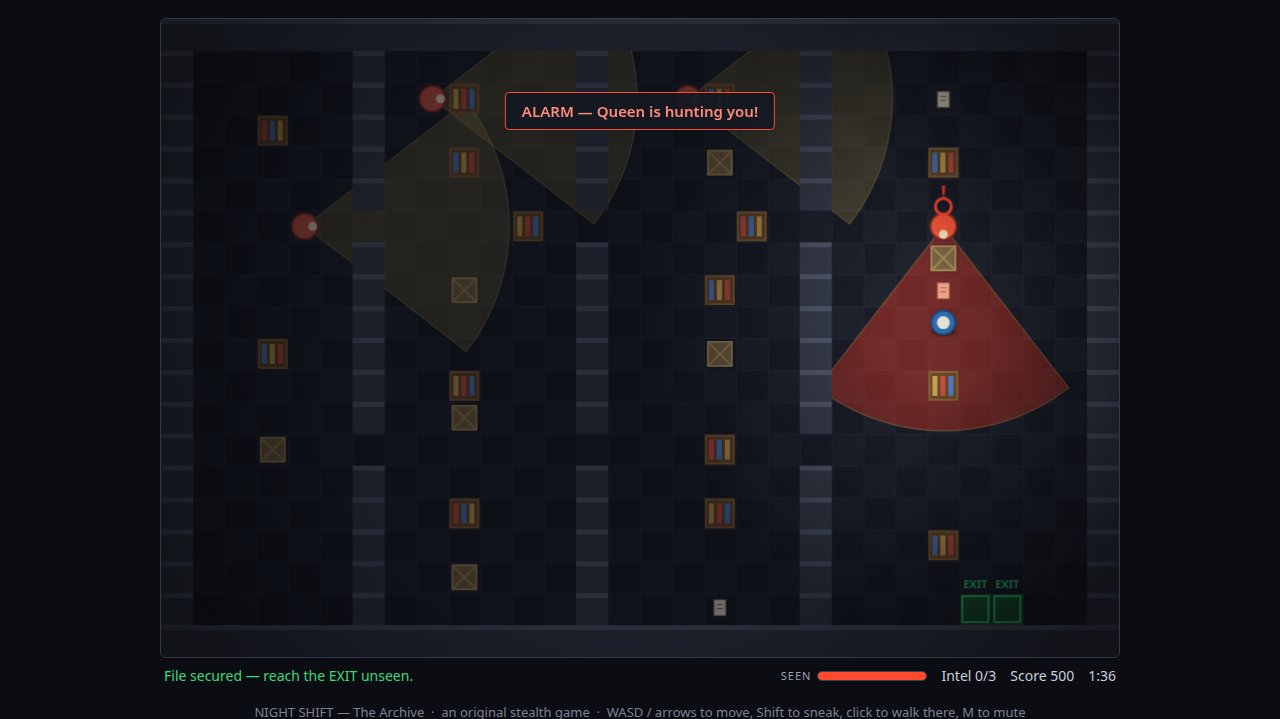 ALARM — Queen is hunting you!
EXIT EXIT
File secured — reach the EXIT unseen.
SEEN Intel 0/3 Score 500 1:36
NIGHT SHIFT — The Archive · an original stealth game · WASD / arrows to move, Shift to sneak, click to walk there, M to mute